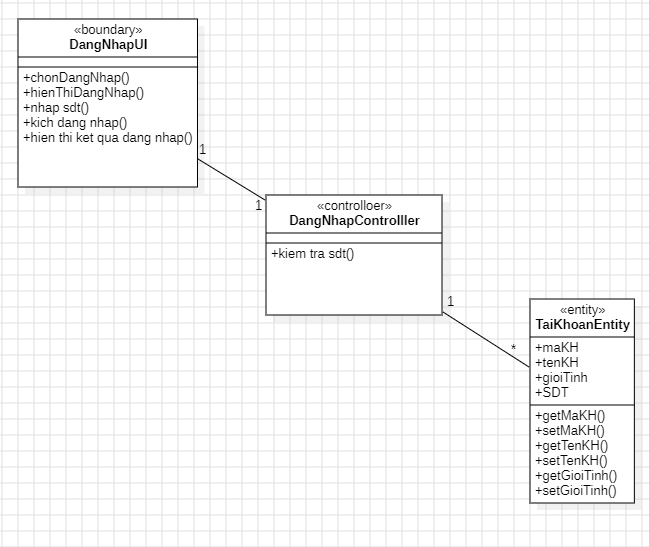 «boundary»
DangNhapUI
+chonDangNhap()
+hienThiDangNhap()
+nhap sdt()
+kich dang nhap()
+hien thi ket qua dang nhap()
1
1
«controlloer»
DangNhapControlller
+kiem tra sdt()
1
*
«entity»
TaiKhoanEntity
+maKH
+tenKH
+gioiTinh
+SDT
+getMaKH()
+setMaKH()
+getTenKH()
+setTenKH()
+getGioiTinh()
+setGioiTinh()